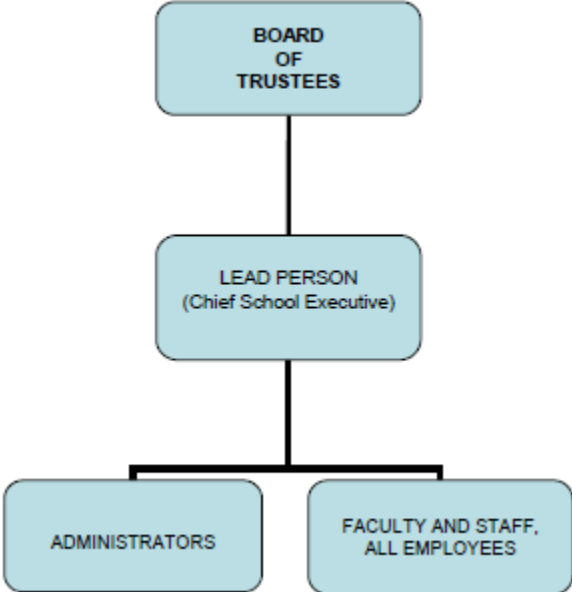 BOARD
OF
TRUSTEES
LEAD PERSON
(Chief School Executive)
ADMINISTRATORS
FACULTY AND STAFF,
ALL EMPLOYEES